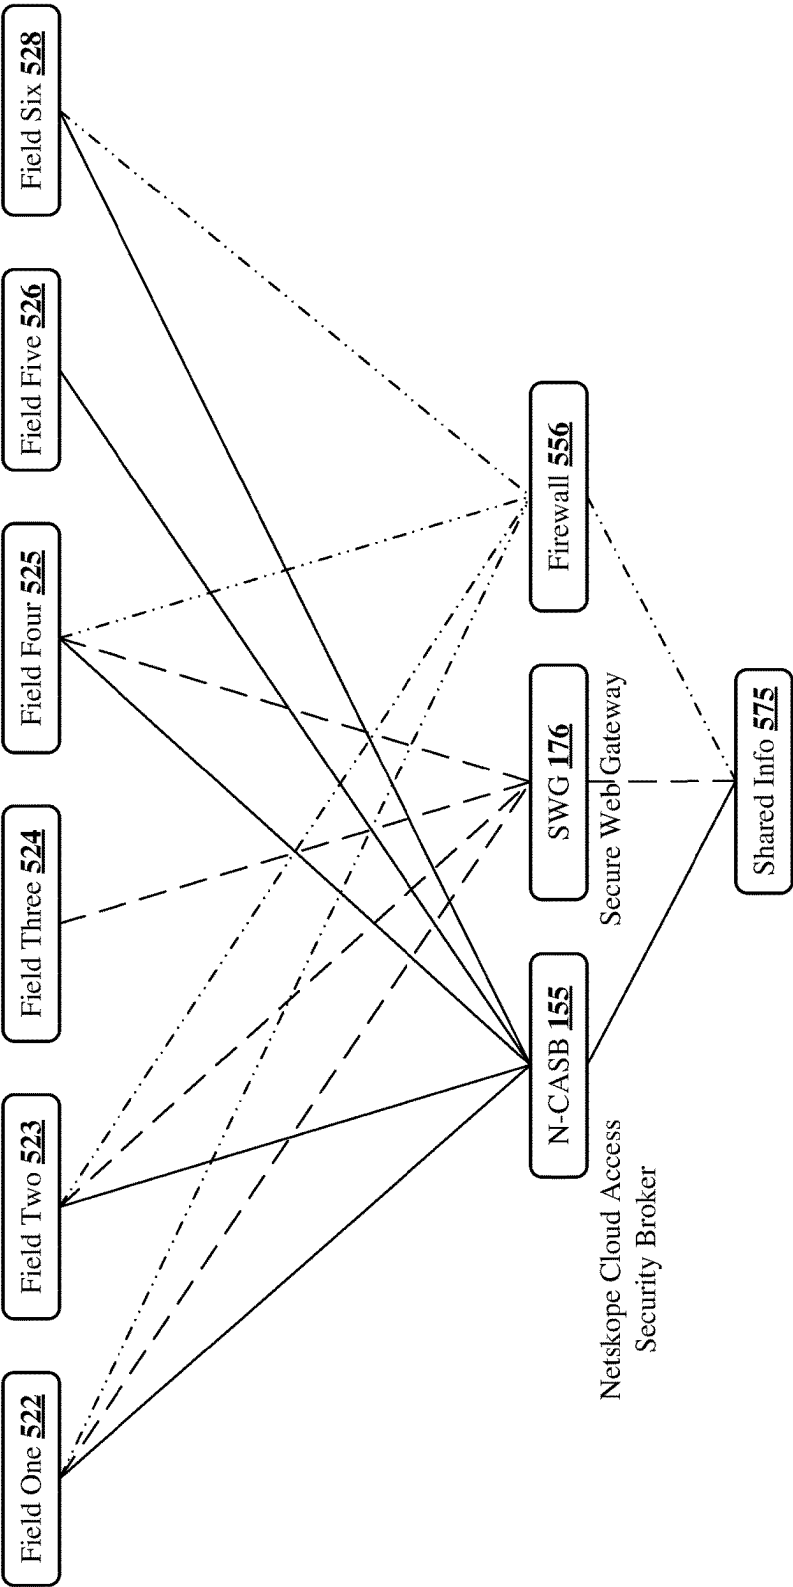 Field One 522
Field Two 523
Field Three 524
Field Four 525
Field Five 526
Field Six 528
N-CASB 155
SWG 176
Firewall 556
Netskope Cloud Access
Security Broker
Secure Web Gateway
Shared Info 575